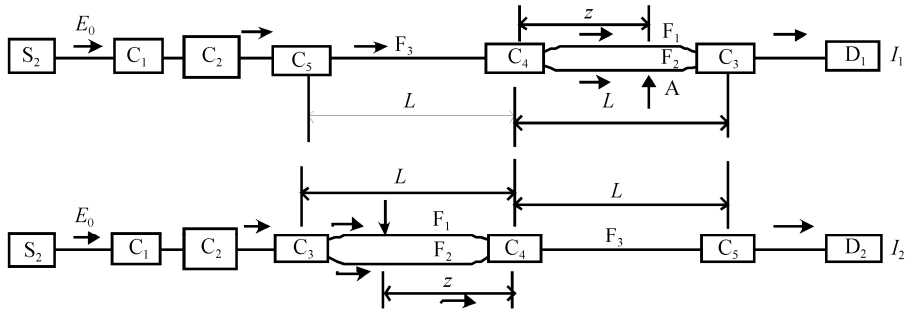 z
E₀ F₃ F₁
S₂ C₁ C₂ C₅ C₄ F₂ C₃ D₁ I₁
A
L L
L L
E₀ F₁ F₃
S₂ C₁ C₂ C₃ F₂ C₄ C₅ D₂ I₂
z